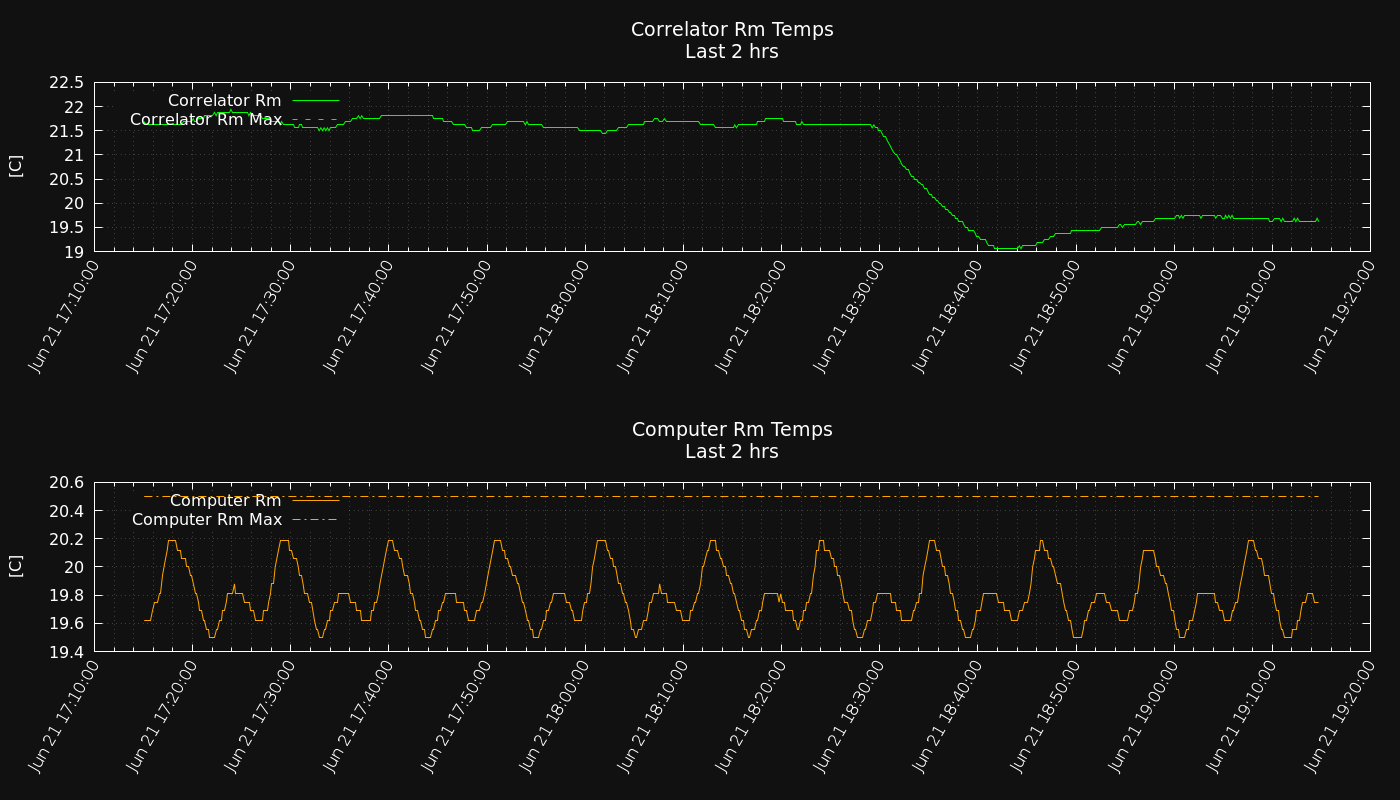 Correlator Rm Temps
Last 2 hrs
22.5
22
21.5
21
20.5
20
19.5
19
[C]
Correlator Rm
Correlator Rm Max
Jun 21 17:10:00
Jun 21 17:20:00
Jun 21 17:30:00
Jun 21 17:40:00
Jun 21 17:50:00
Jun 21 18:00:00
Jun 21 18:10:00
Jun 21 18:20:00
Jun 21 18:30:00
Jun 21 18:40:00
Jun 21 18:50:00
Jun 21 19:00:00
Jun 21 19:10:00
Jun 21 19:20:00
Computer Rm Temps
Last 2 hrs
20.6
20.4
20.2
20
19.8
19.6
19.4
[C]
Computer Rm
Computer Rm Max
Jun 21 17:10:00
Jun 21 17:20:00
Jun 21 17:30:00
Jun 21 17:40:00
Jun 21 17:50:00
Jun 21 18:00:00
Jun 21 18:10:00
Jun 21 18:20:00
Jun 21 18:30:00
Jun 21 18:40:00
Jun 21 18:50:00
Jun 21 19:00:00
Jun 21 19:10:00
Jun 21 19:20:00